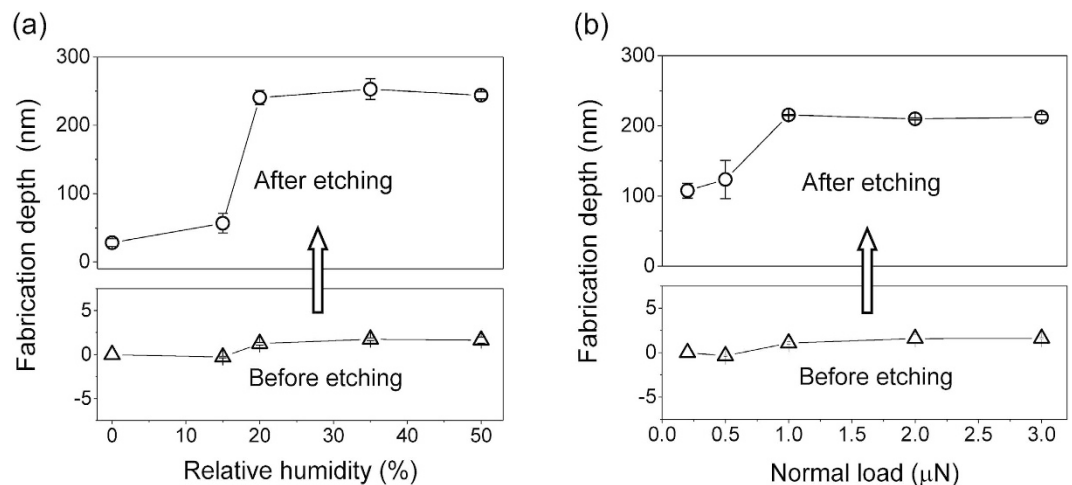 (a)
Fabrication depth (nm)
300
200
100
0
After etching
5
0
-5
Before etching
0 10 20 30 40 50
Relative humidity (%)
(b)
Fabrication depth (nm)
300
200
100
0
After etching
5
0
-5
Before etching
0.0 0.5 1.0 1.5 2.0 2.5 3.0
Normal load (μN)